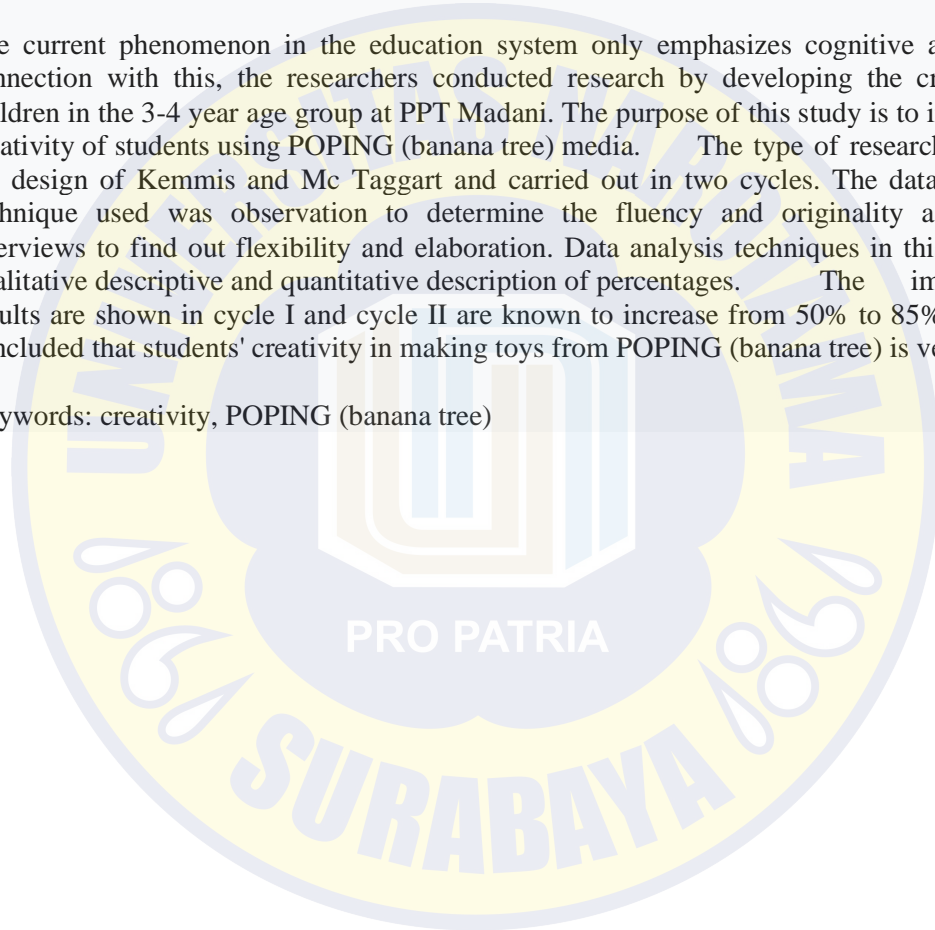 e current phenomenon in the education system only emphasizes cognitive a
nnection with this, the researchers conducted research by developing the cr
ldren in the 3-4 year age group at PPT Madani. The purpose of this study is to i
ativity of students using POPING (banana tree) media. The type of research
design of Kemmis and Mc Taggart and carried out in two cycles. The data
hnique used was observation to determine the fluency and originality a
erviews to find out flexibility and elaboration. Data analysis techniques in thi
alitative descriptive and quantitative description of percentages. The im
ults are shown in cycle I and cycle II are known to increase from 50% to 85%
ncluded that students' creativity in making toys from POPING (banana tree) is ve
ywords: creativity, POPING (banana tree)
UNIVERSITAS NAROTAMA
PRO PATRIA
SURABAYA